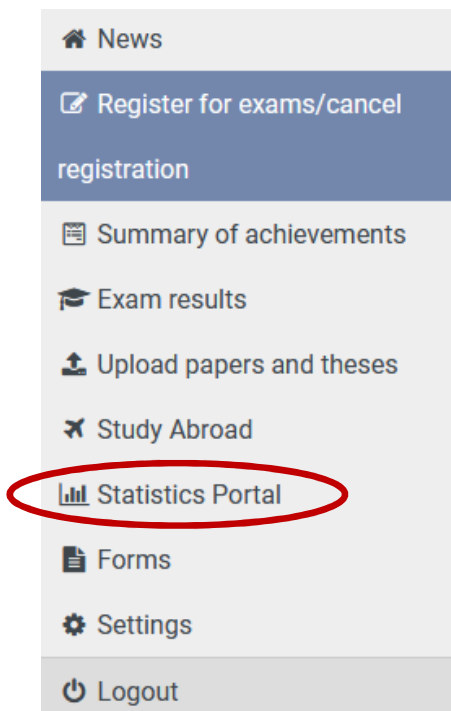 News
Register for exams/cancel
registration
Summary of achievements
Exam results
Upload papers and theses
Study Abroad
Statistics Portal
Forms
Settings
Logout